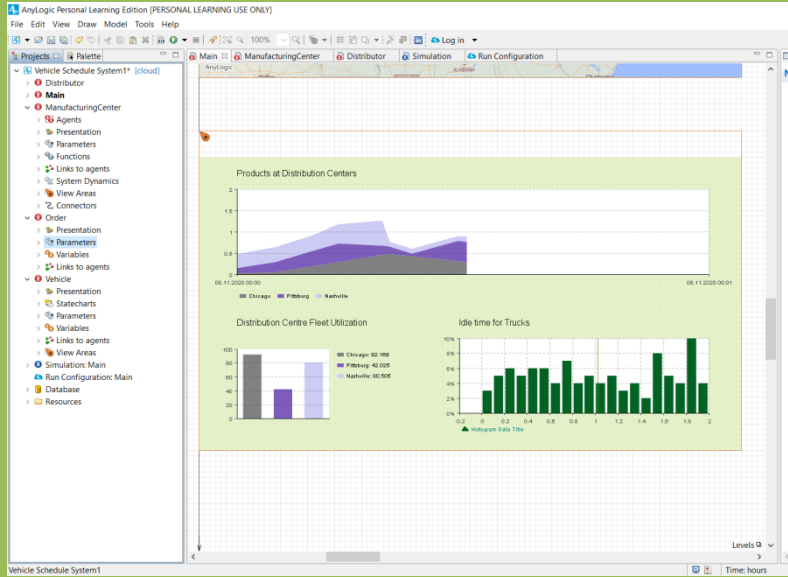 AnyLogic Personal Learning Edition [PERSONAL LEARNING USE ONLY]
File Edit View Draw Model Tools Help
100% Log in
Projects Palette Main ManufacturingCenter Distributor Simulation Run Configuration
Vehicle Schedule System1* [cloud]
Distributor
Main
ManufacturingCenter
Agents
Presentation
Parameters
Functions
Links to agents
System Dynamics
View Areas
Connectors
Order
Presentation
Parameters
Variables
Links to agents
Vehicle
Presentation
Statecharts
Parameters
Variables
Links to agents
View Areas
Simulation: Main
Run Configuration: Main
Database
Resources
AnyLogic
ALABAMA
Products at Distribution Centers
2
1.5
1
0.5
0
08.11.2020 00:00 08.11.2020 00:01
Chicago Pittsburg Nashville
Distribution Centre Fleet Utilization
100
80
60
40
20
0
Chicago: 92.169
Pittsburg: 42.025
Nashville: 80.505
Idle time for Trucks
10%
8%
6%
4%
2%
0%
-0.2 0 0.2 0.4 0.6 0.8 1 1.2 1.4 1.6 1.8 2
Histogram Data Title
Levels
Vehicle Schedule System1 Time: hours